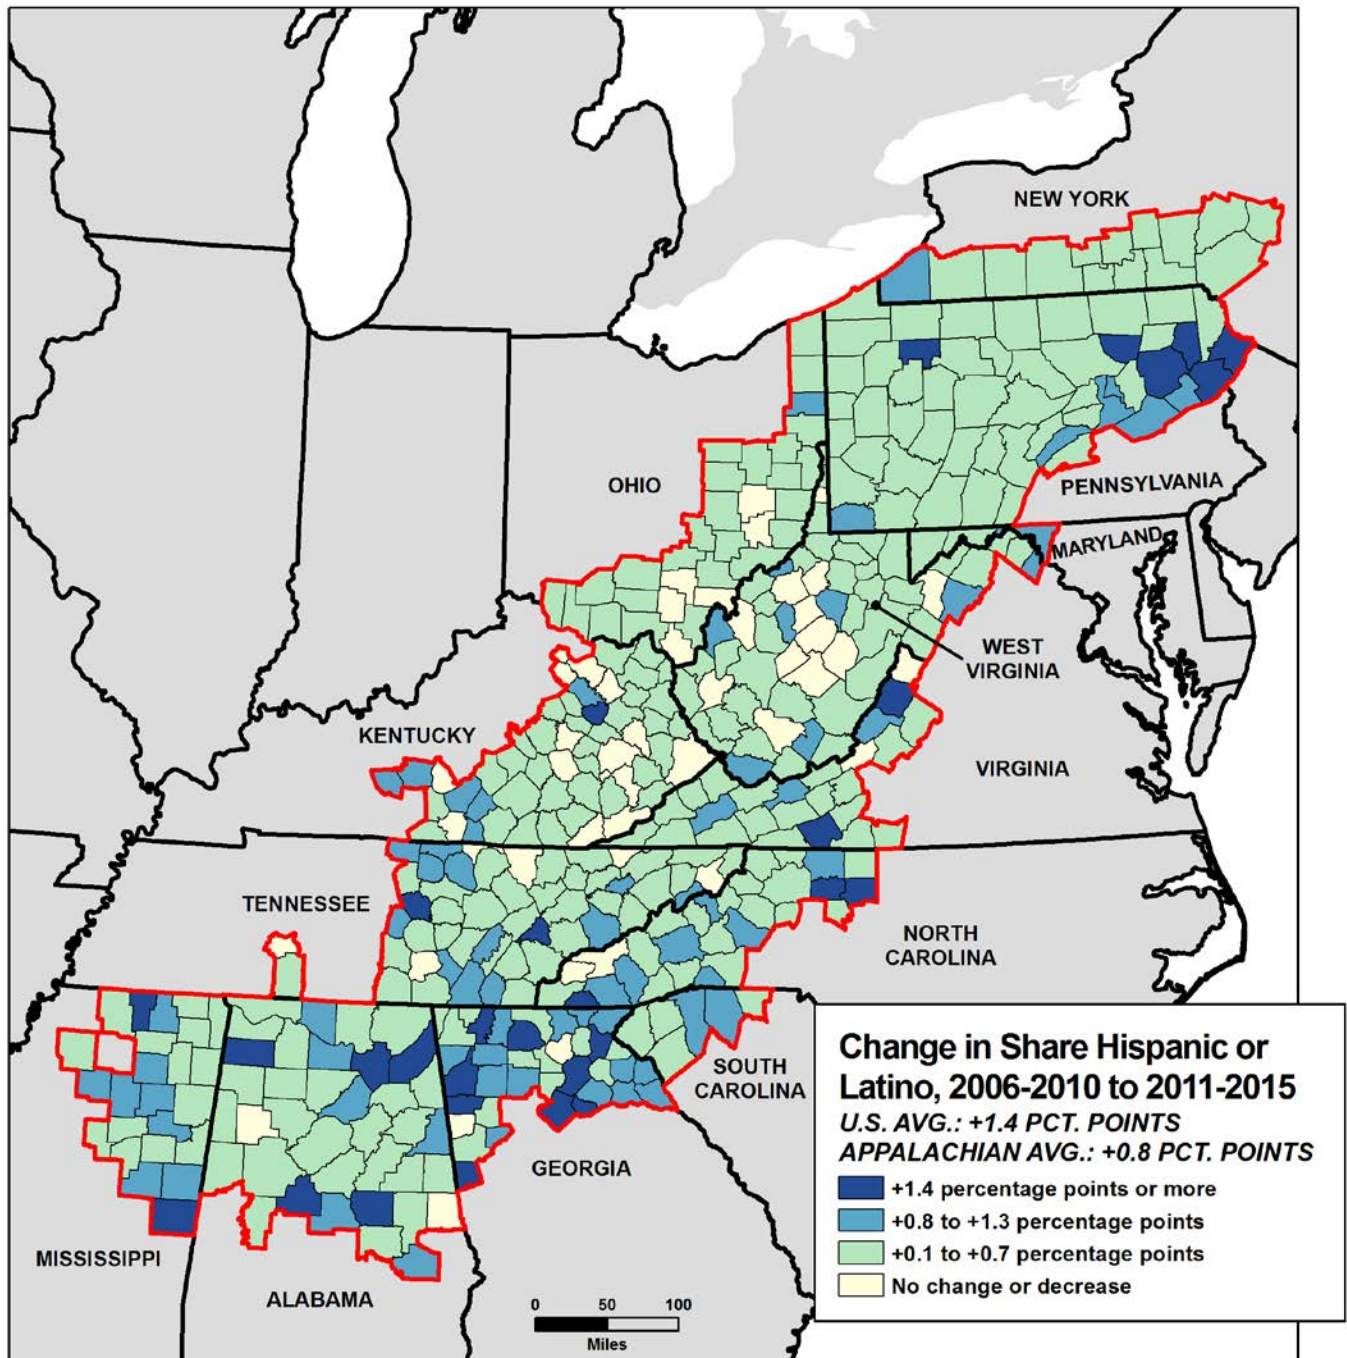 NEW YORK
OHIO
PENNSYLVANIA
MARYLAND
WEST
VIRGINIA
KENTUCKY
VIRGINIA
TENNESSEE
NORTH
CAROLINA
SOUTH
CAROLINA
GEORGIA
MISSISSIPPI
ALABAMA
0 50 100
Miles
Change in Share Hispanic or
Latino, 2006-2010 to 2011-2015
U.S. AVG.: +1.4 PCT. POINTS
APPALACHIAN AVG.: +0.8 PCT. POINTS
+1.4 percentage points or more
+0.8 to +1.3 percentage points
+0.1 to +0.7 percentage points
No change or decrease